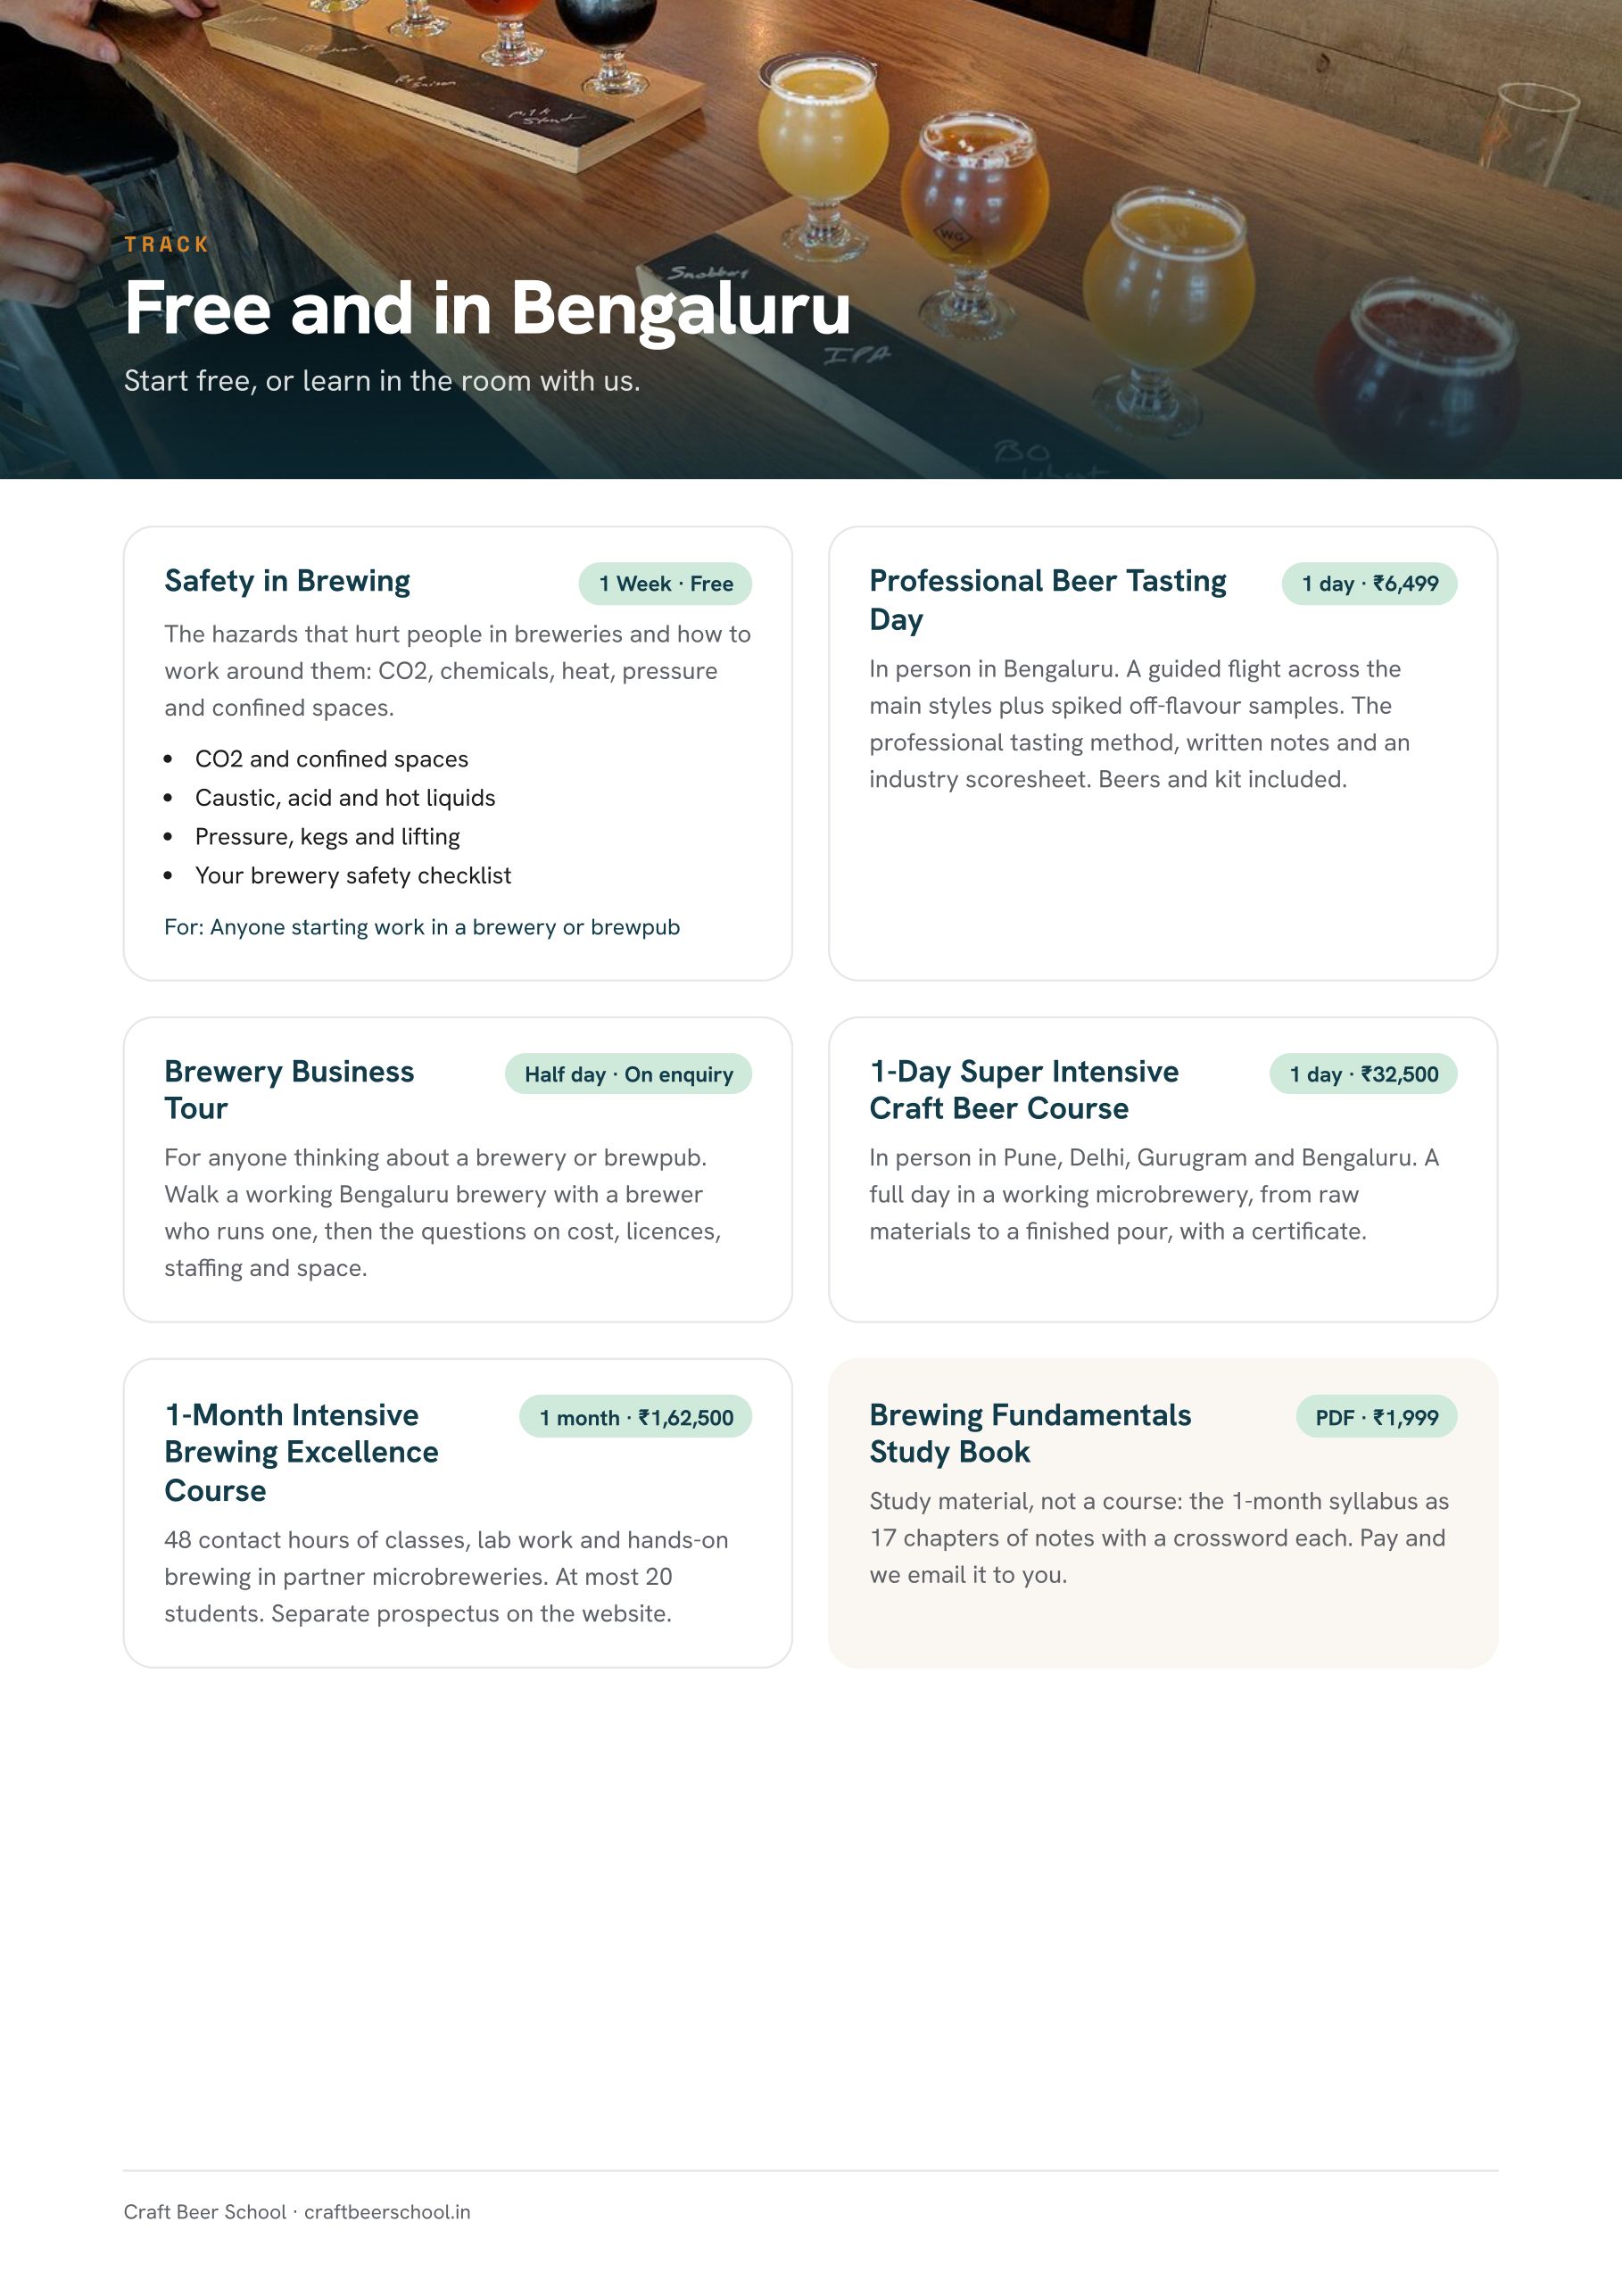 Snobbery
IPA
WG
TRACK
Free and in Bengaluru
Start free, or learn in the room with us.
Safety in Brewing
1 Week · Free
The hazards that hurt people in breweries and how to
work around them: CO2, chemicals, heat, pressure
and confined spaces.
• CO2 and confined spaces
• Caustic, acid and hot liquids
• Pressure, kegs and lifting
• Your brewery safety checklist
For: Anyone starting work in a brewery or brewpub
Professional Beer Tasting
Day
1 day · ₹6,499
In person in Bengaluru. A guided flight across the
main styles plus spiked off-flavour samples. The
professional tasting method, written notes and an
industry scoresheet. Beers and kit included.
Brewery Business
Tour
Half day · On enquiry
For anyone thinking about a brewery or brewpub.
Walk a working Bengaluru brewery with a brewer
who runs one, then the questions on cost, licences,
staffing and space.
1-Day Super Intensive
Craft Beer Course
1 day · ₹32,500
In person in Pune, Delhi, Gurugram and Bengaluru. A
full day in a working microbrewery, from raw
materials to a finished pour, with a certificate.
1-Month Intensive
Brewing Excellence
Course
1 month · ₹1,62,500
48 contact hours of classes, lab work and hands-on
brewing in partner microbreweries. At most 20
students. Separate prospectus on the website.
Brewing Fundamentals
Study Book
PDF · ₹1,999
Study material, not a course: the 1-month syllabus as
17 chapters of notes with a crossword each. Pay and
we email it to you.
Craft Beer School · craftbeerschool.in